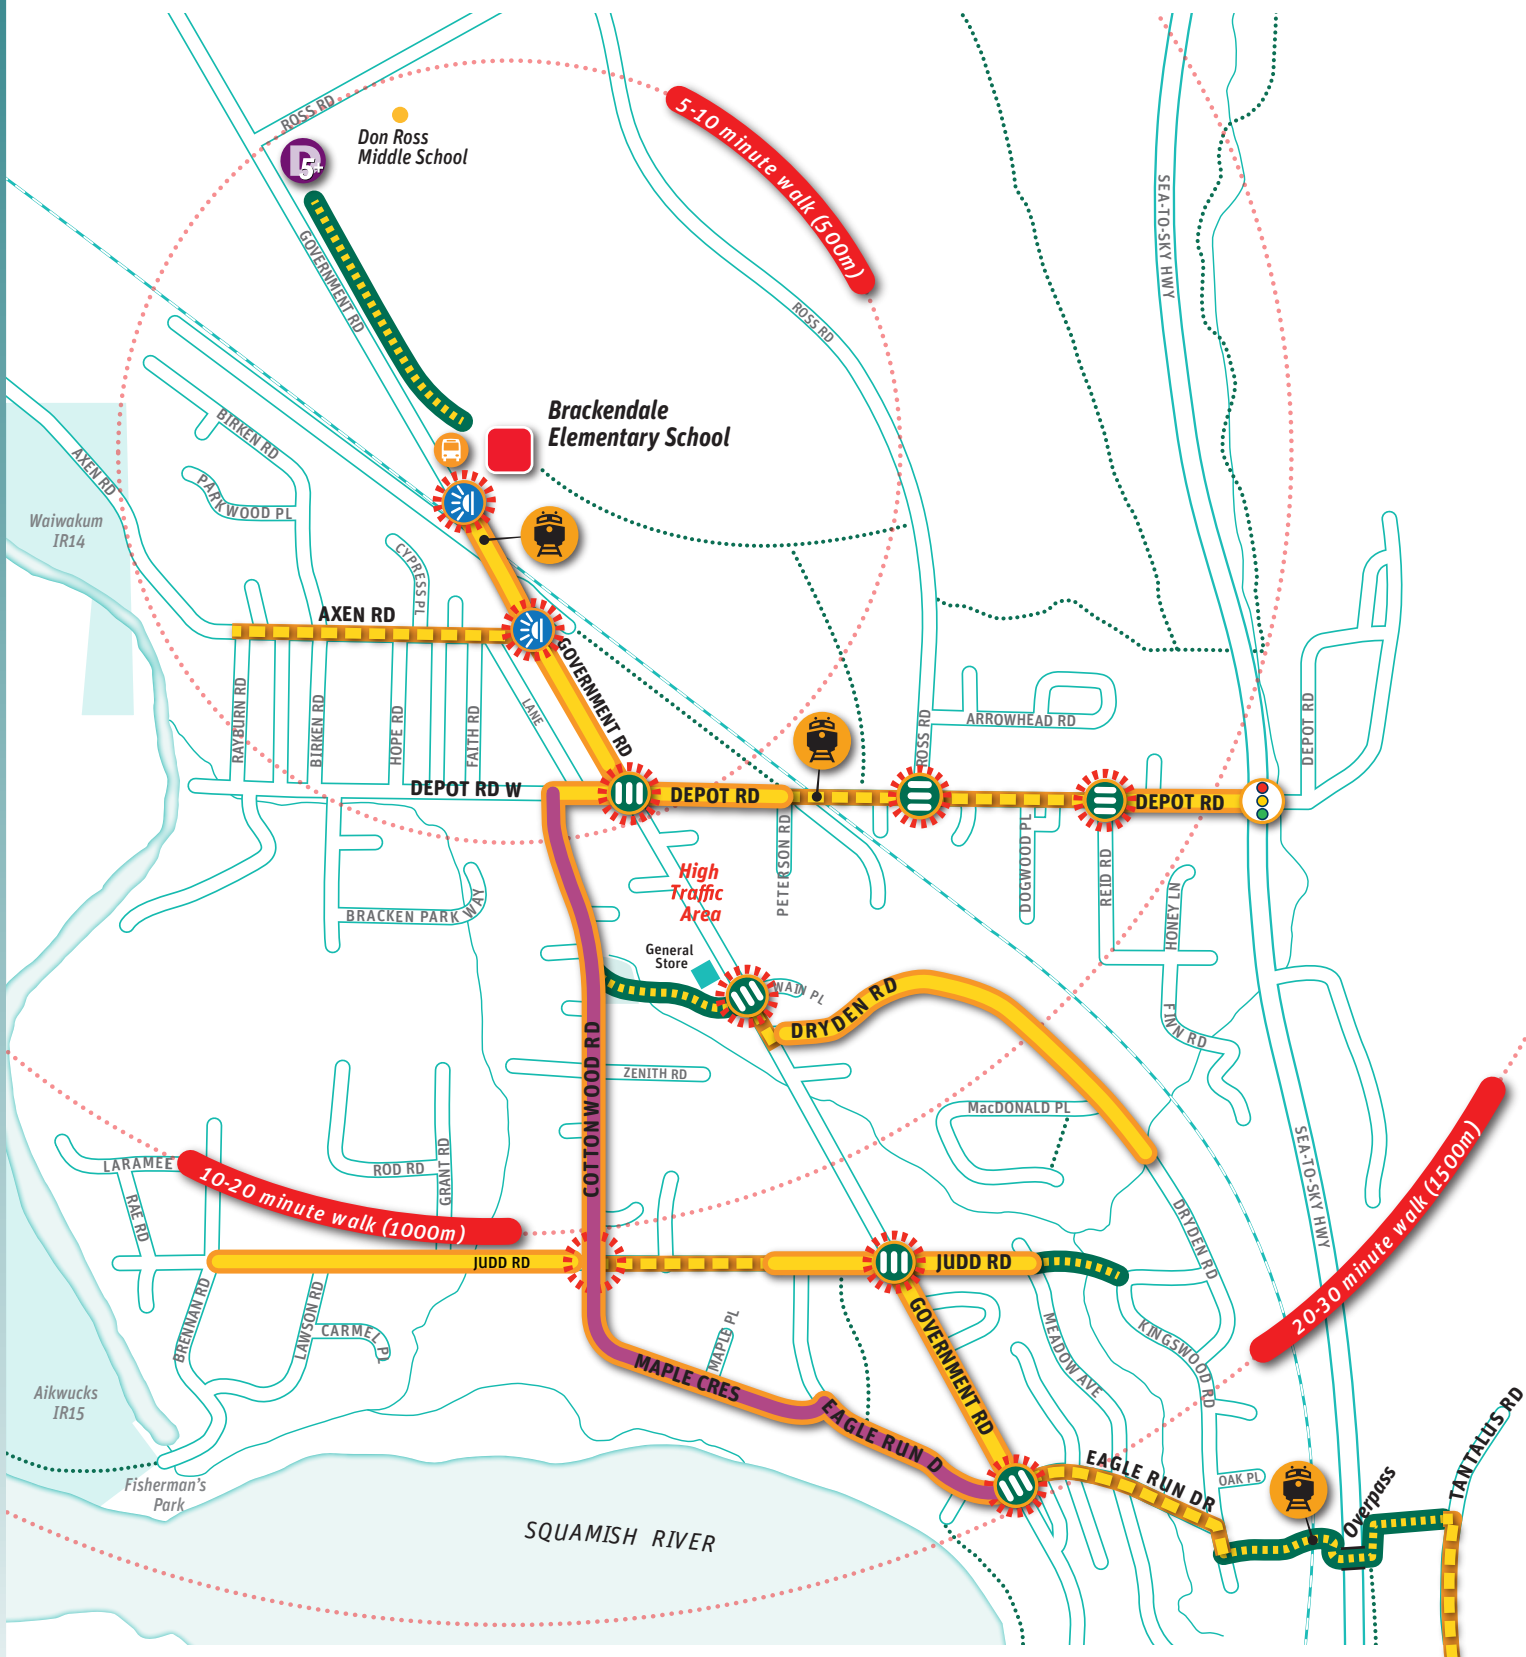 ROSS RD
Don Ross
Middle School
D
5+
5-10 minute walk (500m)
GOVERNMENT RD
SEA-TO-SKY HWY
ROSS RD
Brackendale
Elementary School
BIRKEN RD
AXEN RD
PARKWOOD PL
Waiwakum
IR14
CYPRESS PL
AXEN RD
GOVERNMENT RD
RAYBURN RD
BIRKEN RD
HOPE RD
FAITH RD
LANE
ROSS RD
ARROWHEAD RD
DEPOT RD
DEPOT RD W
DEPOT RD
DEPOT RD
PETERSON RD
DOGWOOD PL
REID RD
HONEY LN
High
Traffic
Area
BRACKEN PARK WAY
General
Store
WAIN PL
DRYDEN RD
FINN RD
COTTONWOOD RD
ZENITH RD
MacDONALD PL
SEA-TO-SKY HWY
LARAMEE
ROD RD
GRANT RD
RAE RD
10-20 minute walk (1000m)
20-30 minute walk (1500m)
DRYDEN RD
JUDD RD
JUDD RD
BRENNAN RD
LAWSON RD
CARMEL PL
MAPLE PL
GOVERNMENT RD
MEADOW AVE
KINGSWOOD RD
MAPLE CRES
EAGLE RUN D
EAGLE RUN DR
OAK PL
Overpass
TANTALUS RD
Aikwucks
IR15
Fisherman's
Park
SQUAMISH RIVER